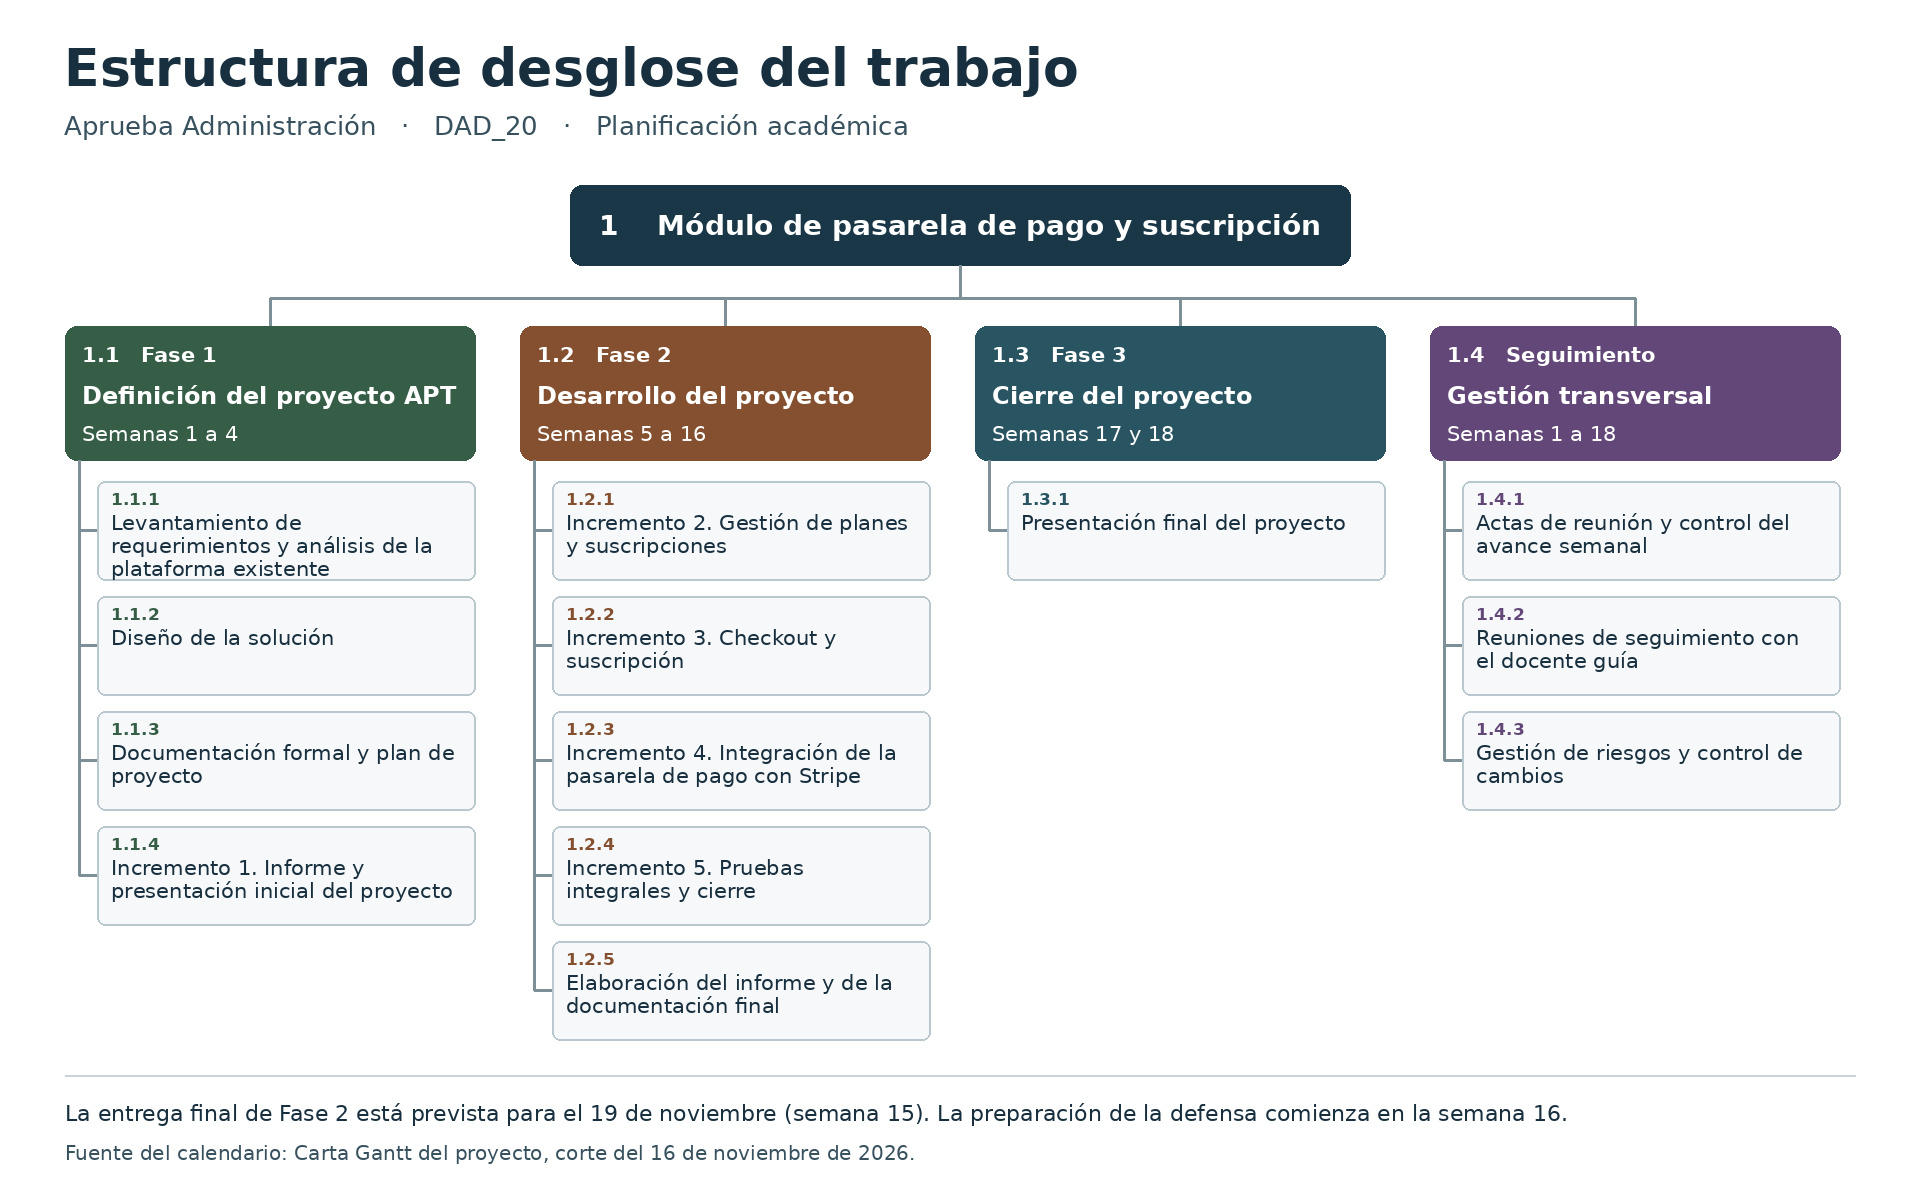 Estructura de desglose del trabajo
Aprueba Administración · DAD_20 · Planificación académica
1 Módulo de pasarela de pago y suscripción
1.1 Fase 1
Definición del proyecto APT
Semanas 1 a 4
1.1.1
Levantamiento de
requerimientos y análisis de la
plataforma existente
1.1.2
Diseño de la solución
1.1.3
Documentación formal y plan de
proyecto
1.1.4
Incremento 1. Informe y
presentación inicial del proyecto
1.2 Fase 2
Desarrollo del proyecto
Semanas 5 a 16
1.2.1
Incremento 2. Gestión de planes
y suscripciones
1.2.2
Incremento 3. Checkout y
suscripción
1.2.3
Incremento 4. Integración de la
pasarela de pago con Stripe
1.2.4
Incremento 5. Pruebas
integrales y cierre
1.2.5
Elaboración del informe y de la
documentación final
1.3 Fase 3
Cierre del proyecto
Semanas 17 y 18
1.3.1
Presentación final del proyecto
1.4 Seguimiento
Gestión transversal
Semanas 1 a 18
1.4.1
Actas de reunión y control del
avance semanal
1.4.2
Reuniones de seguimiento con
el docente guía
1.4.3
Gestión de riesgos y control de
cambios
La entrega final de Fase 2 está prevista para el 19 de noviembre (semana 15). La preparación de la defensa comienza en la semana 16.
Fuente del calendario: Carta Gantt del proyecto, corte del 16 de noviembre de 2026.